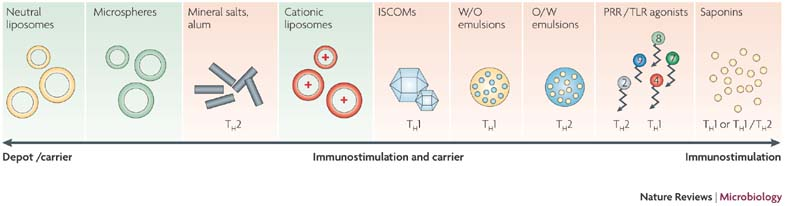 Neutral
liposomes
Microspheres
Mineral salts,
alum
Cationic
liposomes
ISCOMs
W/O
emulsions
O/W
emulsions
PRR/TLR agonists
Saponins
+
+
+
8
9
7
2
4
TH2
TH1
TH1
TH2
TH2
TH1
TH1 or TH1/TH2
Depot/carrier
Immunostimulation and carrier
Immunostimulation
Nature Reviews | Microbiology